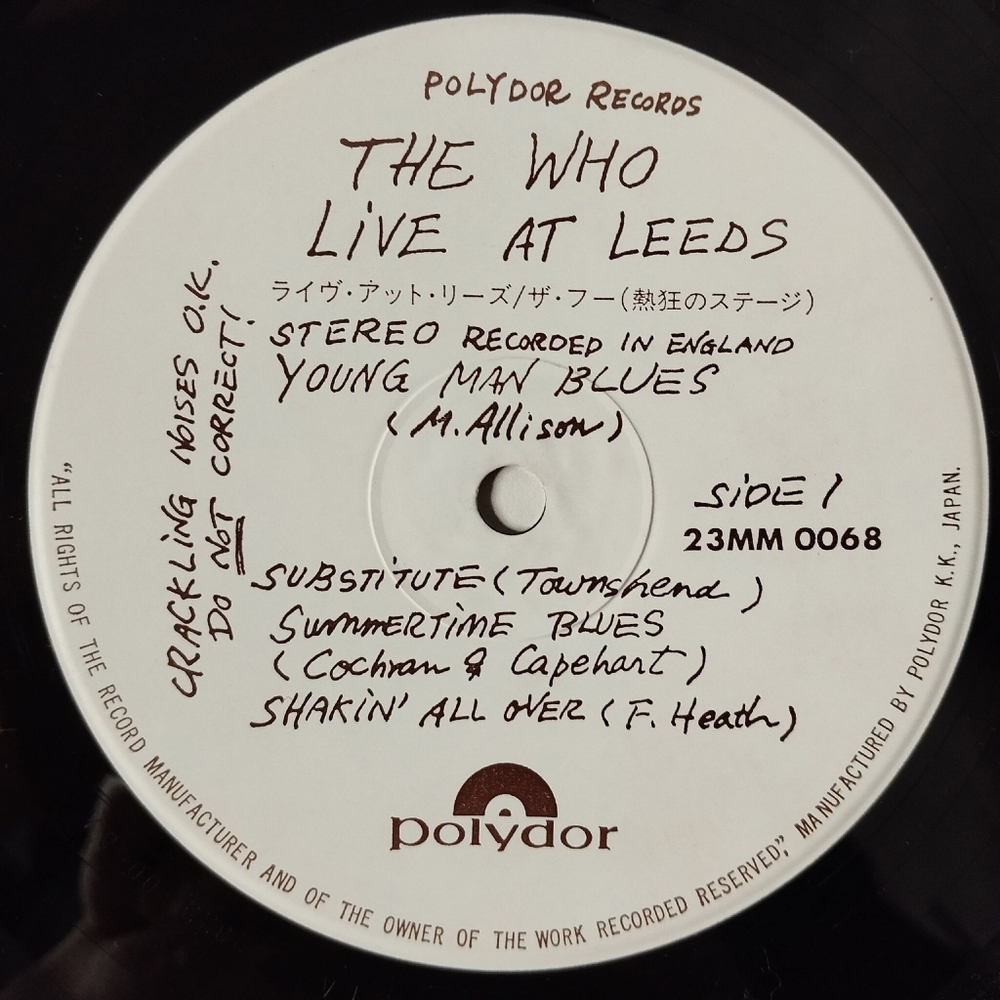 POLYDOR RECORDS
THE WHO
LiVE AT LEEDS
ライヴ・アット・リーズ/ザ・フー(熱狂のステージ)
STEREO RECORDED IN ENGLAND
YOUNG MAN BLUES
(M. Allison)
CRACKLING NOISES O.K.
DO NOT CORRECT!
SiDE 1
23MM 0068
SUBSTiTUTE (Townshend)
SummERTiME BLUES
(Cochran & Capehart)
SHAKiN' ALL OVER (F. Heath)
polydor
"ALL RIGHTS OF THE RECORD MANUFACTURER AND OF THE OWNER OF THE WORK RECORDED RESERVED," MANUFACTURED BY POLYDOR K.K., JAPAN.